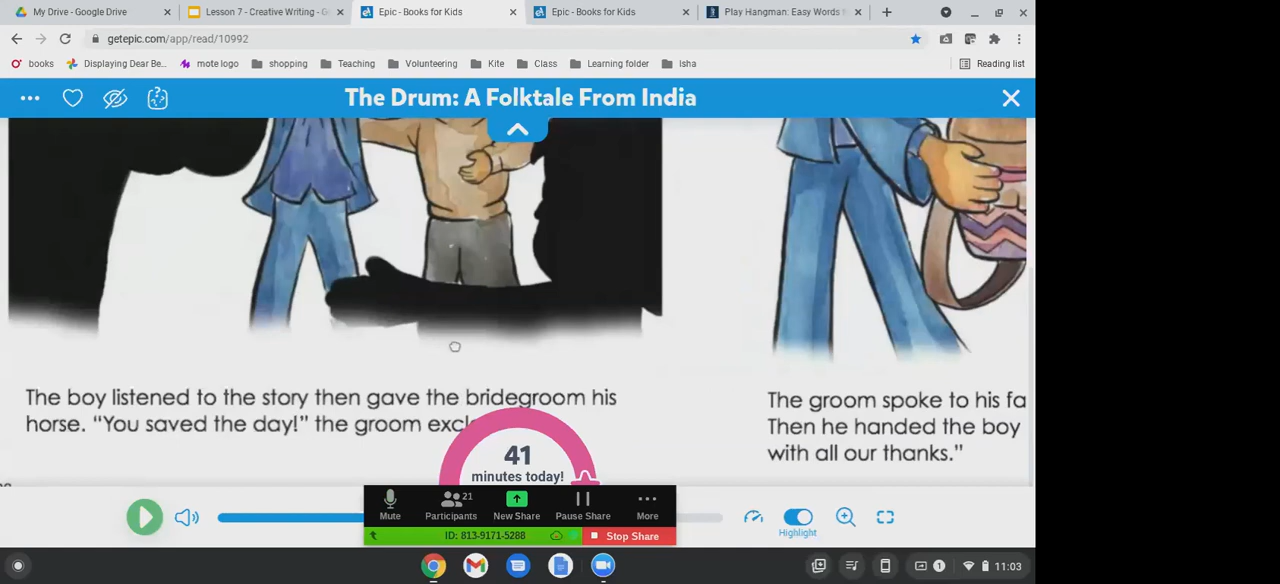 My Drive - Google Drive
Lesson 7 - Creative Writing - G
Epic - Books for Kids
Epic - Books for Kids
Play Hangman: Easy Words
getepic.com/app/read/10992
books
Displaying Dear Be...
mote logo
shopping
Teaching
Volunteering
Kite
Class
Learning folder
Isha
Reading list
The Drum: A Folktale From India
The boy listened to the story then gave the bridegroom his
horse. “You saved the day!” the groom excl
The groom spoke to his fa
Then he handed the boy
with all our thanks.”
41
minutes today!
21
Mute
Participants
New Share
Pause Share
More
ID: 813-9171-5288
Stop Share
Highlight
1
11:03